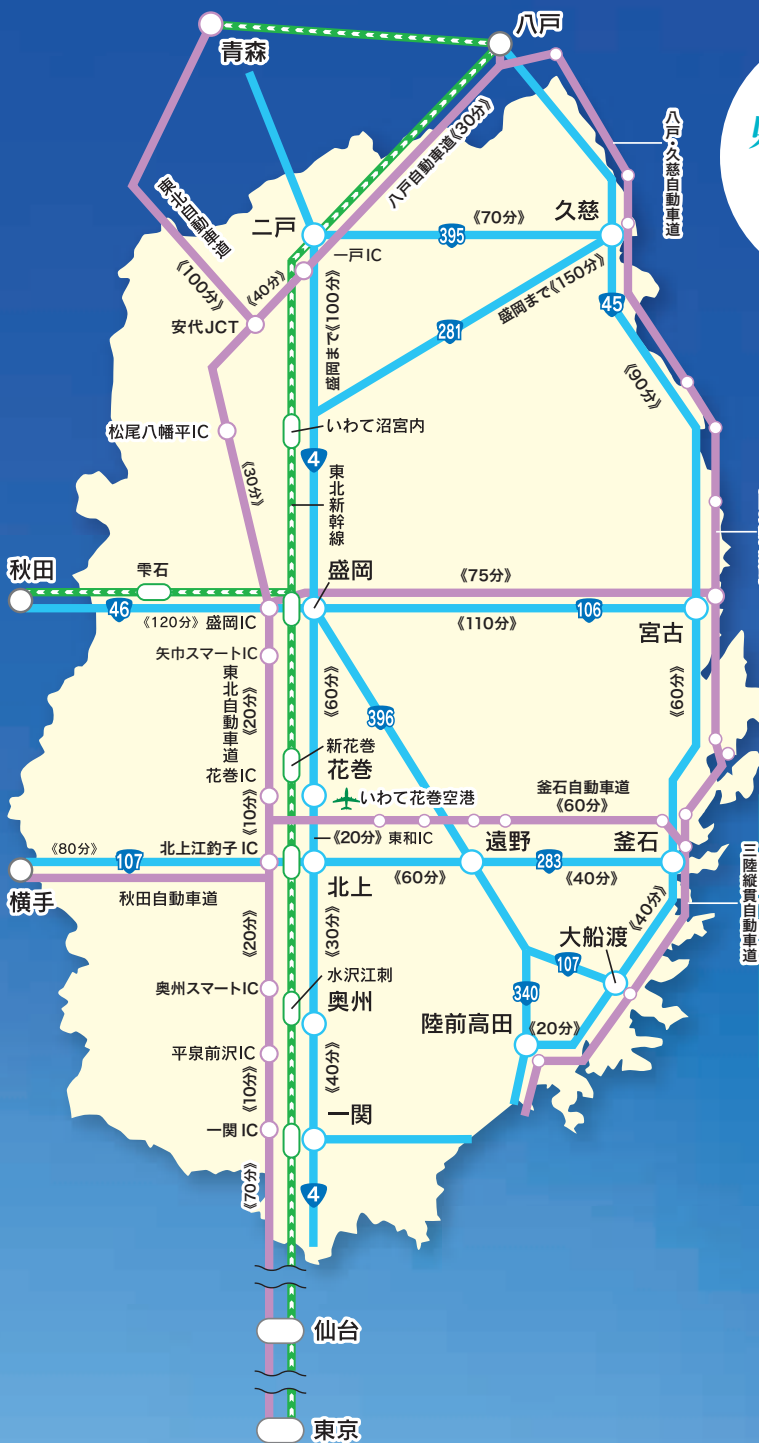 青森
八戸
八戸自動車道《30分》
八戸・久慈自動車道
東北自動車道
《100分》
二戸
395
《70分》
久慈
一戸IC
《40分》
安代JCT
盛岡まで《100分》
盛岡まで《150分》
281
45
《90分》
松尾八幡平IC
いわて沼宮内
《30分》
4
東北新幹線
秋田
雫石
盛岡
《75分》
46
《120分》
盛岡IC
106
《110分》
宮古
矢巾スマートIC
東北自動車道
《20分》
《60分》
396
《60分》
新花巻
花巻
花巻IC
いわて花巻空港
釜石自動車道
《60分》
《10分》
《20分》
東和IC
《80分》
107
北上江釣子IC
遠野
283
釜石
横手
秋田自動車道
北上
《60分》
《40分》
三陸縦貫自動車道
《20分》
《30分》
《40分》
大船渡
107
奥州スマートIC
水沢江刺
奥州
340
陸前高田
《20分》
平泉前沢IC
《10分》
《40分》
一関IC
一関
《70分》
4
仙台
東京